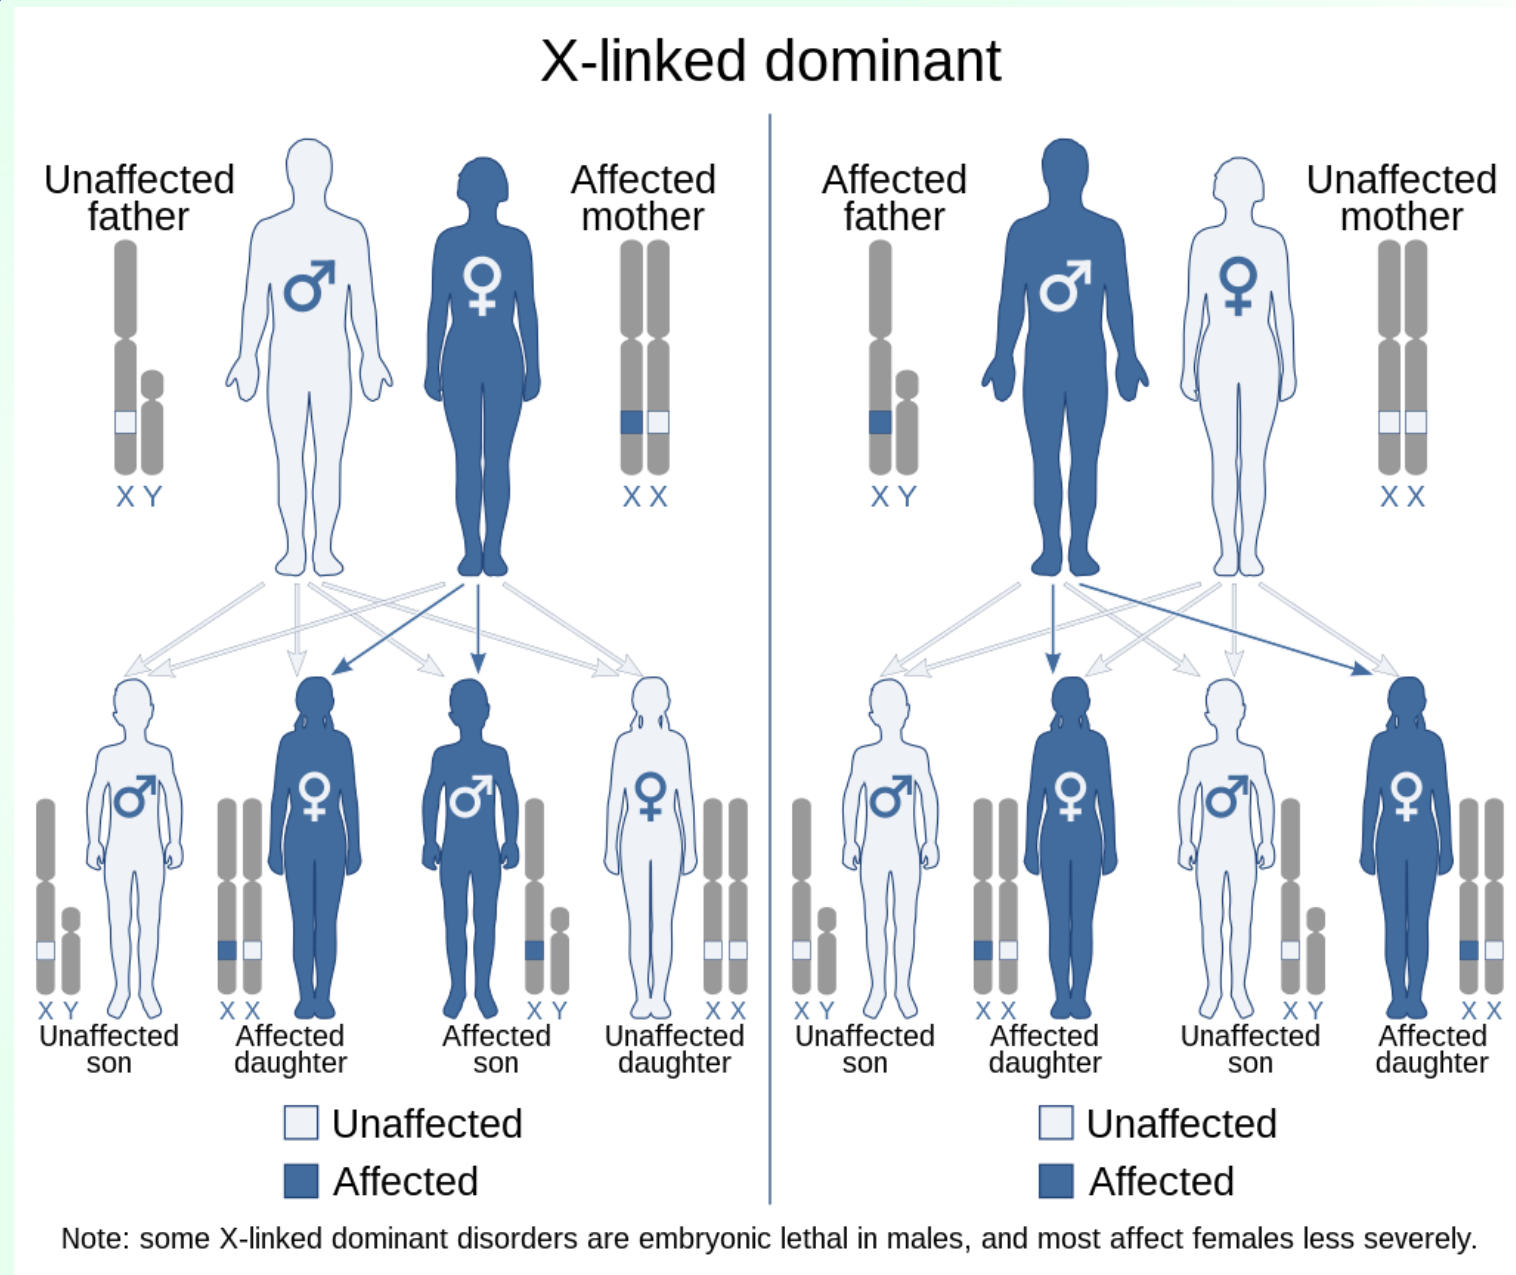 X-linked dominant
Unaffected
father
Affected
mother
X Y
X X
Affected
father
Unaffected
mother
X Y
X X
X Y
Unaffected
son
X X
Affected
daughter
X Y
Affected
son
X X
Unaffected
daughter
X Y
Unaffected
son
X X
Affected
daughter
X Y
Unaffected
son
X X
Affected
daughter
Unaffected
Affected
Unaffected
Affected
Note: some X-linked dominant disorders are embryonic lethal in males, and most affect females less severely.